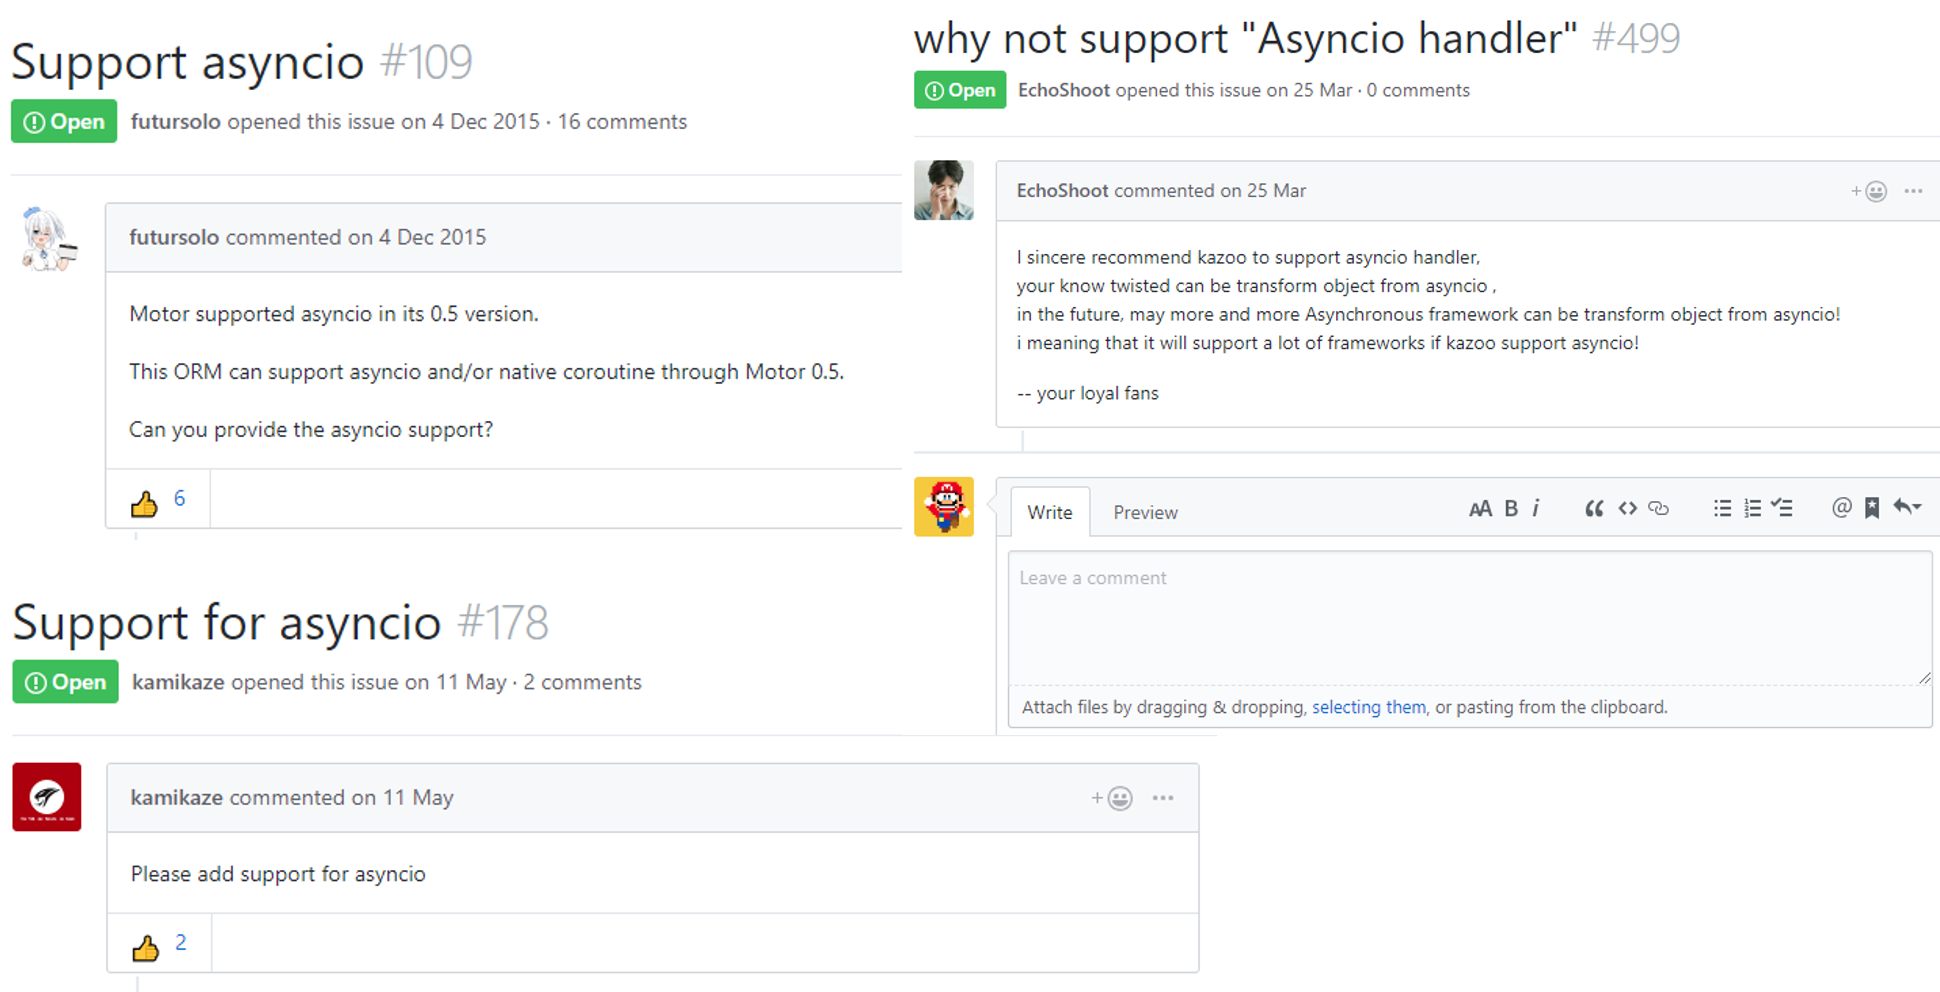 Support asyncio #109
Open futursolo opened this issue on 4 Dec 2015 · 16 comments
futursolo commented on 4 Dec 2015
Motor supported asyncio in its 0.5 version.
This ORM can support asyncio and/or native coroutine through Motor 0.5.
Can you provide the asyncio support?
6
Support for asyncio #178
Open kamikaze opened this issue on 11 May · 2 comments
kamikaze commented on 11 May
Please add support for asyncio
2
why not support "Asyncio handler" #499
Open EchoShoot opened this issue on 25 Mar · 0 comments
EchoShoot commented on 25 Mar
I sincere recommend kazoo to support asyncio handler,
your know twisted can be transform object from asyncio ,
in the future, may more and more Asynchronous framework can be transform object from asyncio!
i meaning that it will support a lot of frameworks if kazoo support asyncio!
-- your loyal fans
Write Preview
Leave a comment
Attach files by dragging & dropping, selecting them, or pasting from the clipboard.